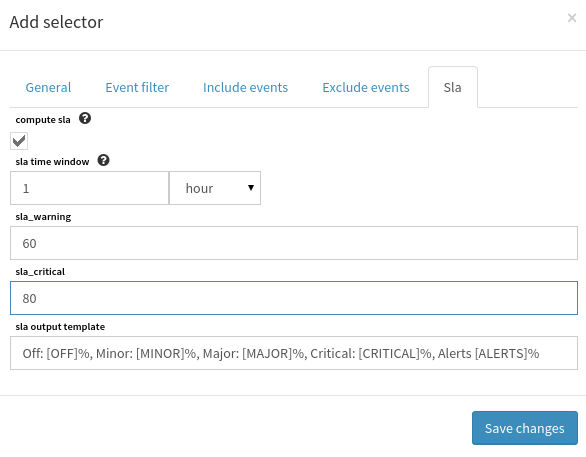 Add selector ×
General Event filter Include events Exclude events Sla
compute sla ?
sla time window ?
1 hour
sla_warning
60
sla_critical
80
sla output template
Off: [OFF]%, Minor: [MINOR]%, Major: [MAJOR]%, Critical: [CRITICAL]%, Alerts [ALERTS]%
Save changes